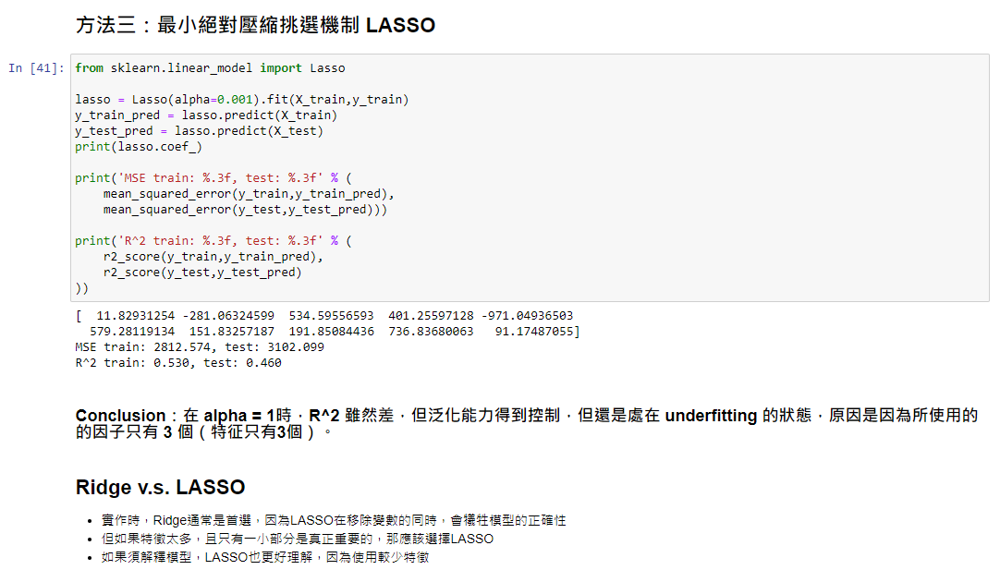 方法三：最小絕對壓縮挑選機制 LASSO
In [41]: from sklearn.linear_model import Lasso
lasso = Lasso(alpha=0.001).fit(X_train,y_train)
y_train_pred = lasso.predict(X_train)
y_test_pred = lasso.predict(X_test)
print(lasso.coef_)
print('MSE train: %.3f, test: %.3f' % (
mean_squared_error(y_train,y_train_pred),
mean_squared_error(y_test,y_test_pred)))
print('R^2 train: %.3f, test: %.3f' % (
r2_score(y_train,y_train_pred),
r2_score(y_test,y_test_pred)
))
[  11.82931254 -281.06324599  534.59556593  401.25597128 -971.04936503
579.28119134  151.83257187  191.85084436  736.83680063   91.17487055]
MSE train: 2812.574, test: 3102.099
R^2 train: 0.530, test: 0.460
Conclusion：在 alpha = 1時，R^2 雖然差，但泛化能力得到控制，但還是處在 underfitting 的狀態，原因是因為所使用的
的因子只有 3 個（特征只有3個）。
Ridge v.s. LASSO
• 實作時，Ridge通常是首選，因為LASSO在移除變數的同時，會犧牲模型的正確性
• 但如果特徵太多，且只有一小部分是真正重要的，那應該選擇LASSO
• 如果須解釋模型，LASSO也更好理解，因為使用較少特徵